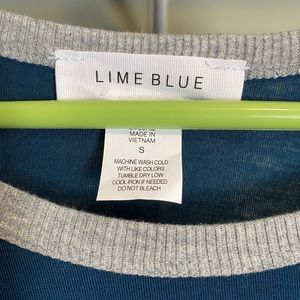 LIME BLUE
MADE IN
VIETNAM
S
MACHINE WASH COLD
WITH LIKE COLORS
TUMBLE DRY LOW
COOL IRON IF NEEDED
DO NOT BLEACH